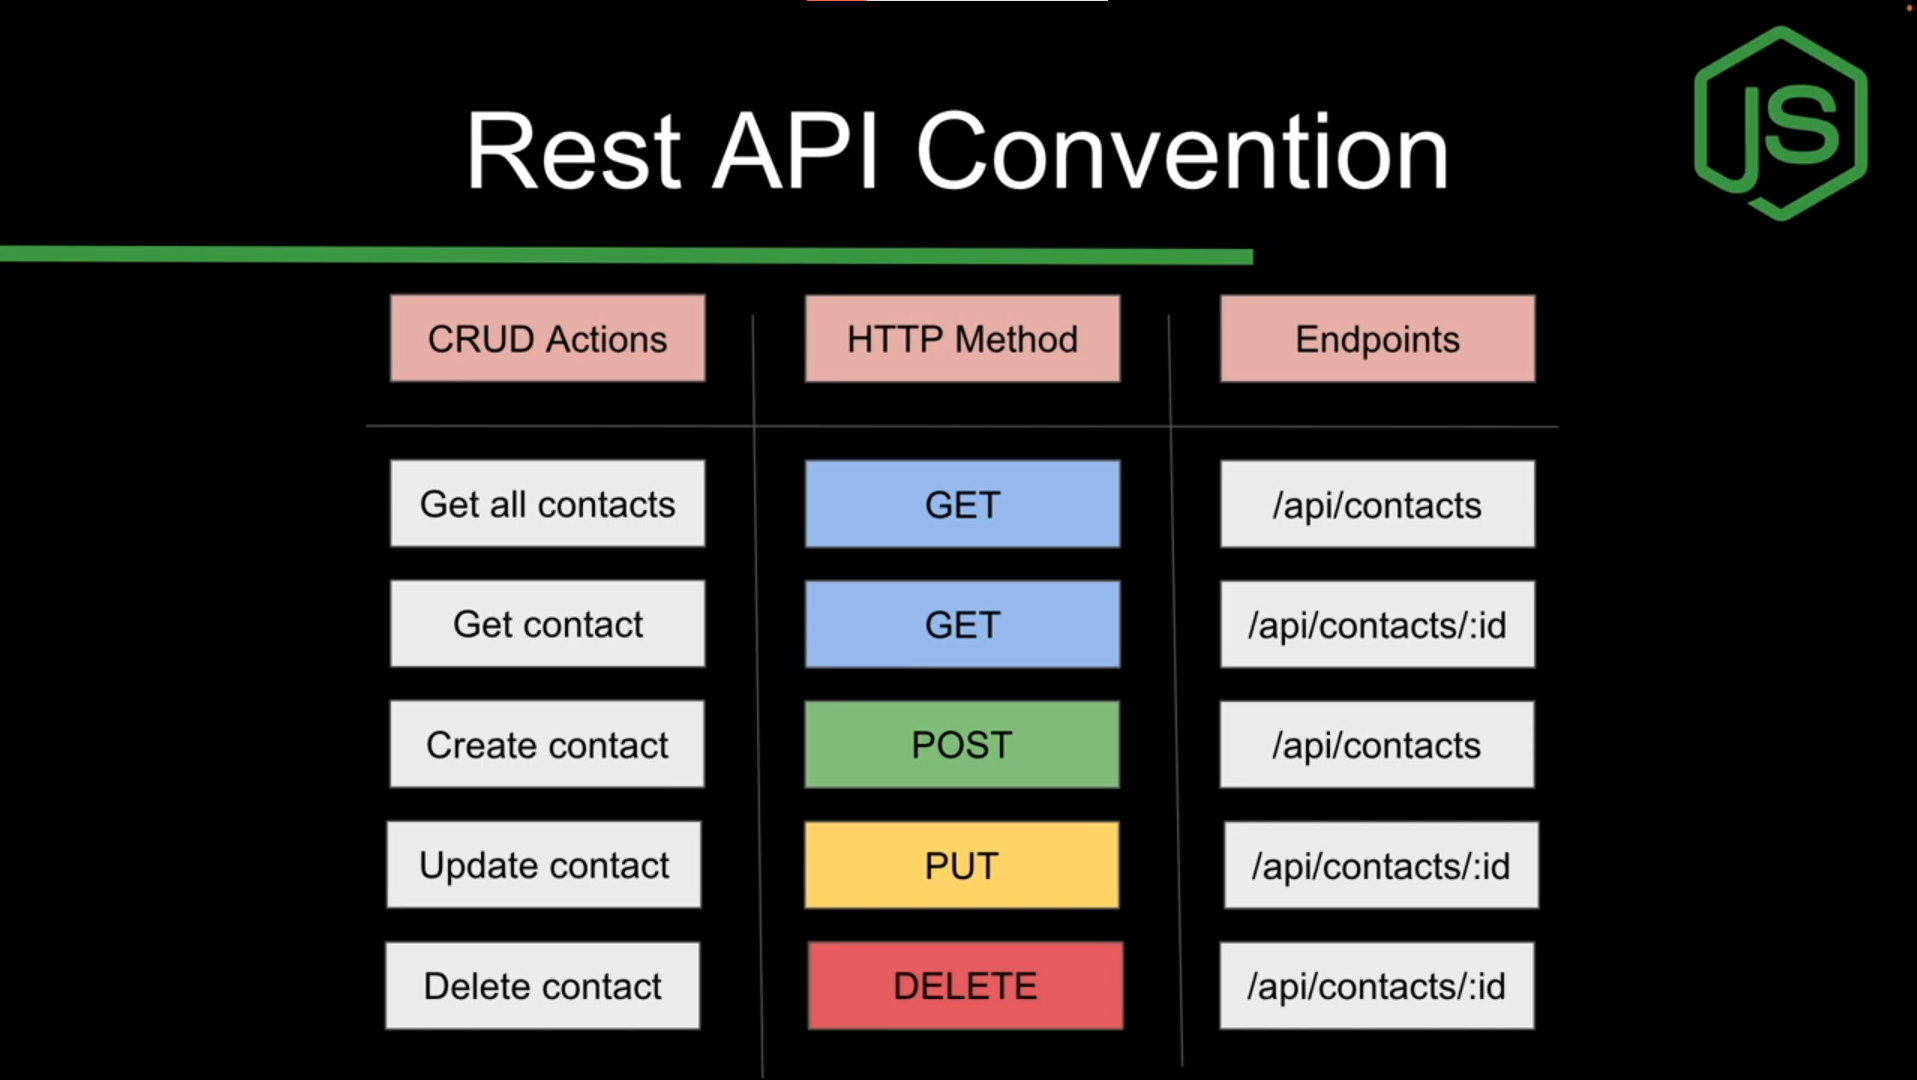 Rest API Convention
JS
CRUD Actions
HTTP Method
Endpoints
Get all contacts
GET
/api/contacts
Get contact
GET
/api/contacts/:id
Create contact
POST
/api/contacts
Update contact
PUT
/api/contacts/:id
Delete contact
DELETE
/api/contacts/:id